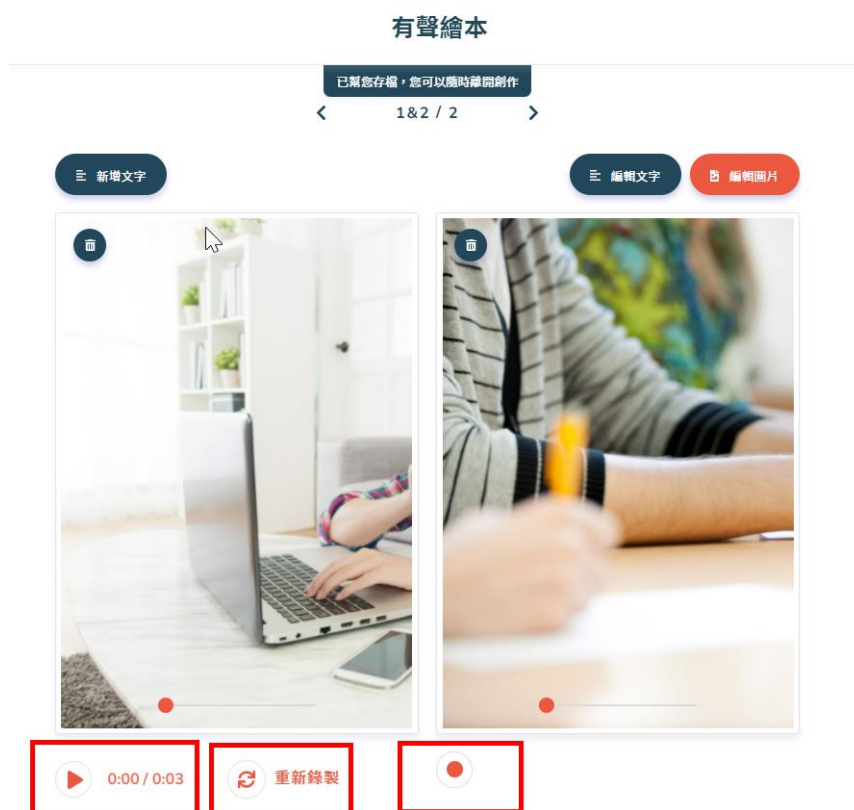 有聲繪本
已幫您存檔，您可以隨時離開創作
1&2 / 2
新增文字
編輯文字
編輯圖片
0:00 / 0:03
重新錄製